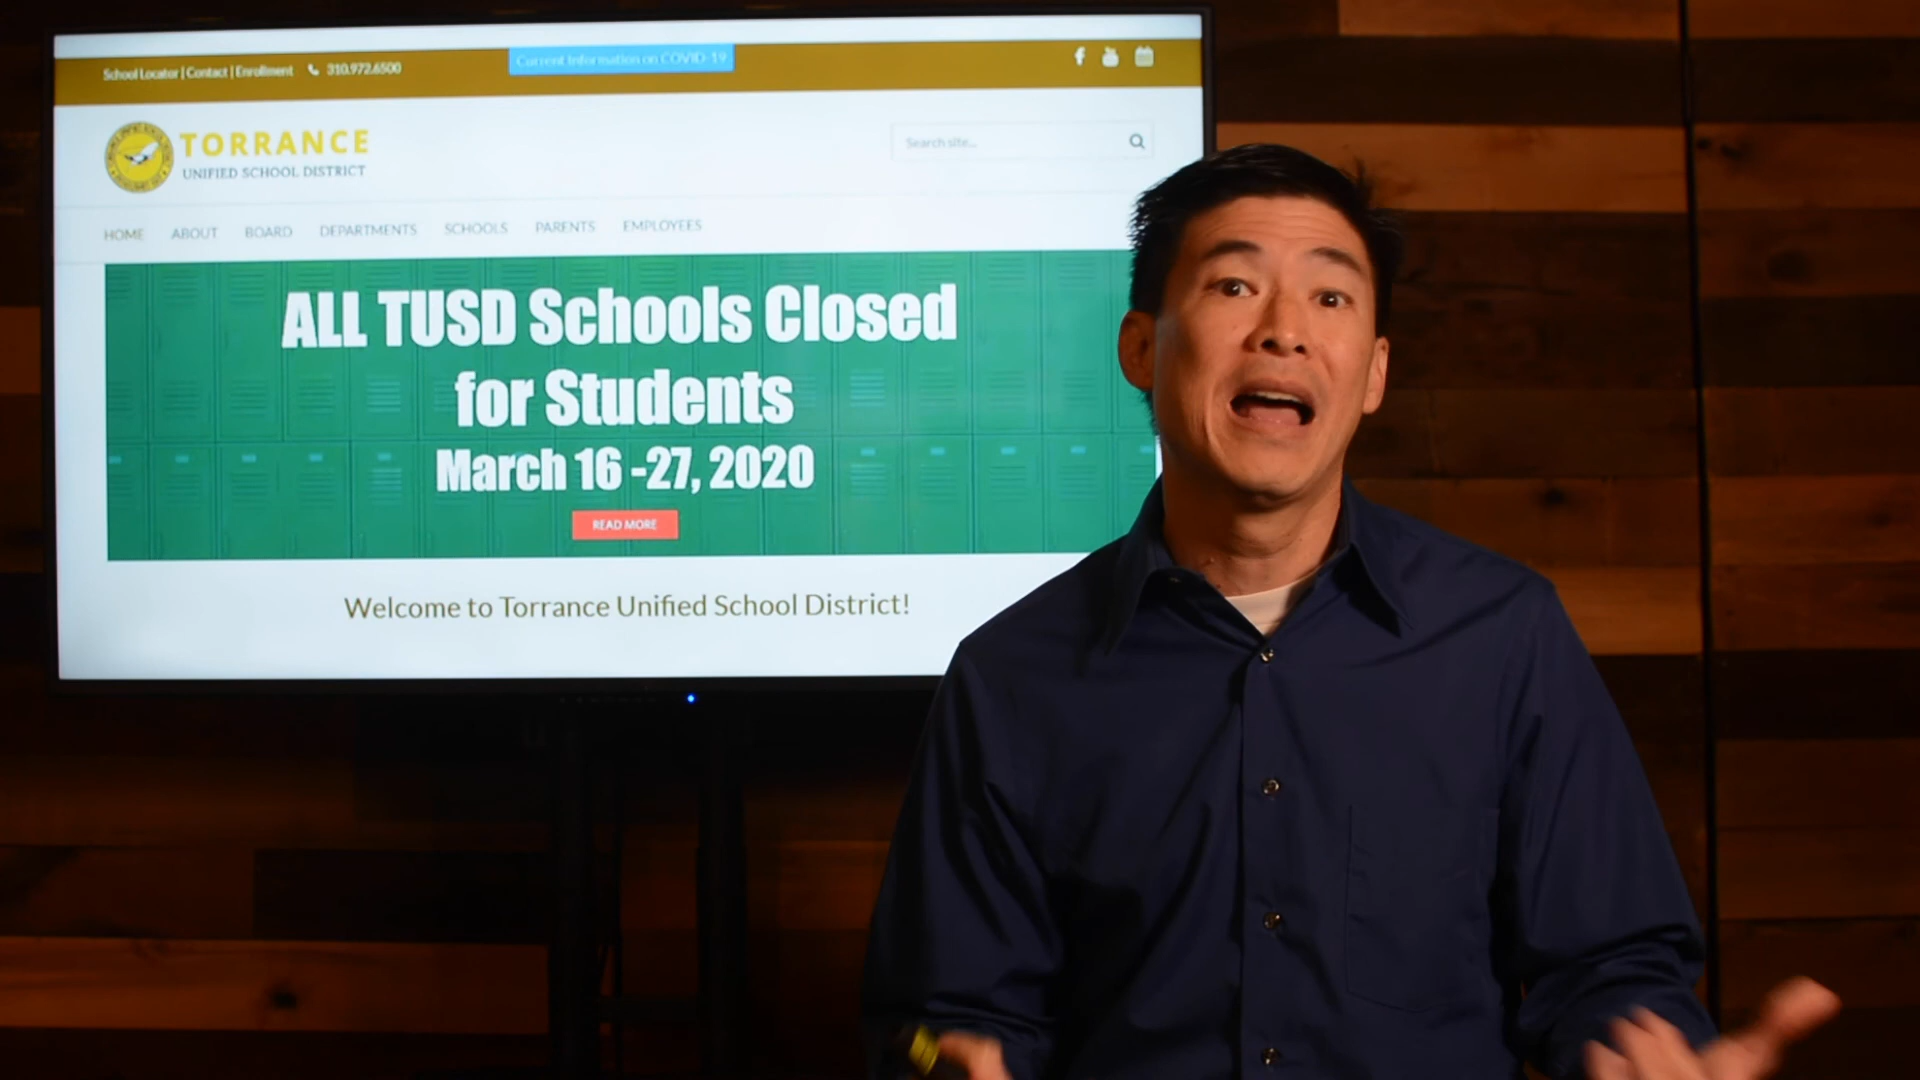 School Locator | Contact | Enrollment 310.972.6500
Current Information on COVID-19
TORRANCE
UNIFIED SCHOOL DISTRICT
Search site...
HOME ABOUT BOARD DEPARTMENTS SCHOOLS PARENTS EMPLOYEES
ALL TUSD Schools Closed
for Students
March 16 -27, 2020
READ MORE
Welcome to Torrance Unified School District!